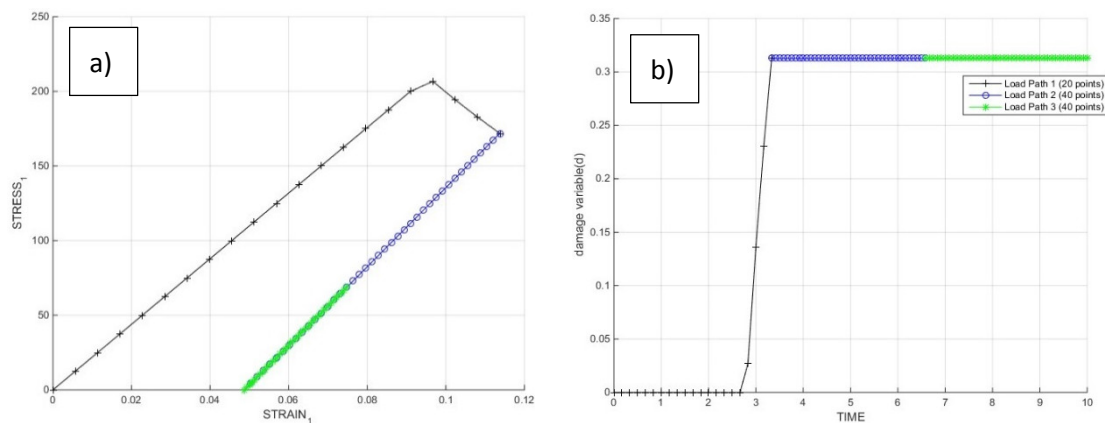 a)
250
200
150
100
50
0
STRESS1
0 0.02 0.04 0.06 0.08 0.1 0.12
STRAIN1
b)
0.35
0.3
0.25
0.2
0.15
0.1
0.05
0
damage variable(d)
Load Path 1 (20 points)
Load Path 2 (40 points)
Load Path 3 (40 points)
0 1 2 3 4 5 6 7 8 9 10
TIME